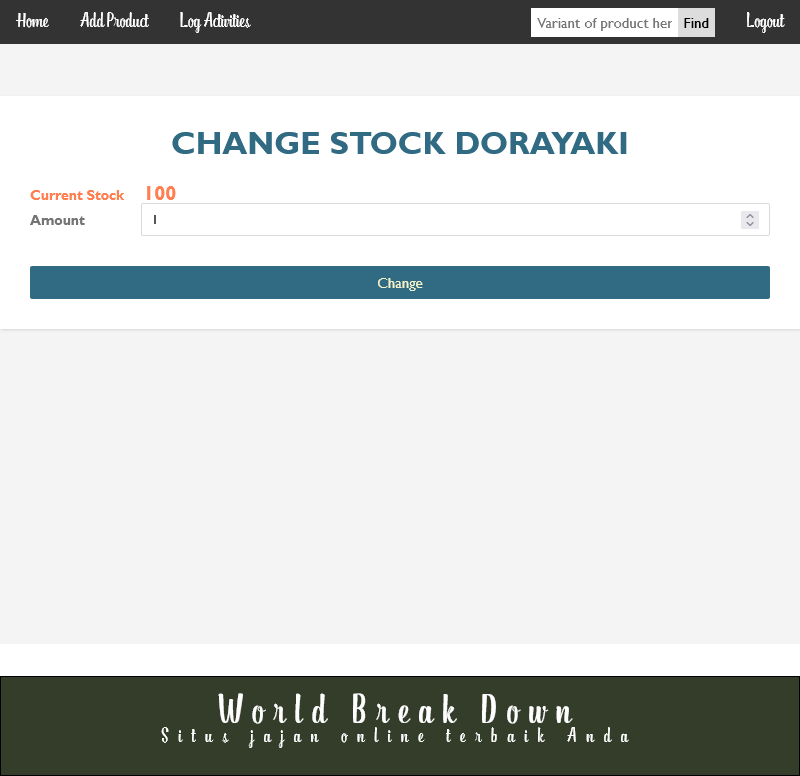 Home Add Product Log Activities Variant of product her Find Logout
CHANGE STOCK DORAYAKI
Current Stock 100
Amount 1
Change
World Break Down
Situs jajan online terbaik Anda